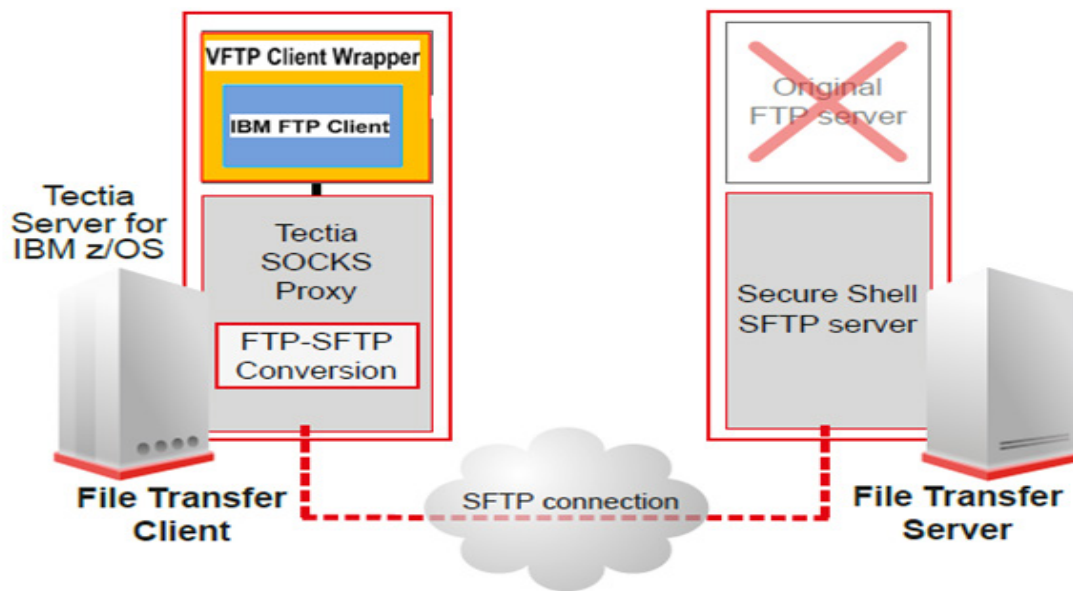 VFTP Client Wrapper
IBM FTP Client
Tectia
Server for
IBM z/OS
Tectia
SOCKS
Proxy
FTP-SFTP
Conversion
File Transfer
Client
SFTP connection
Original
FTP server
Secure Shell
SFTP server
File Transfer
Server